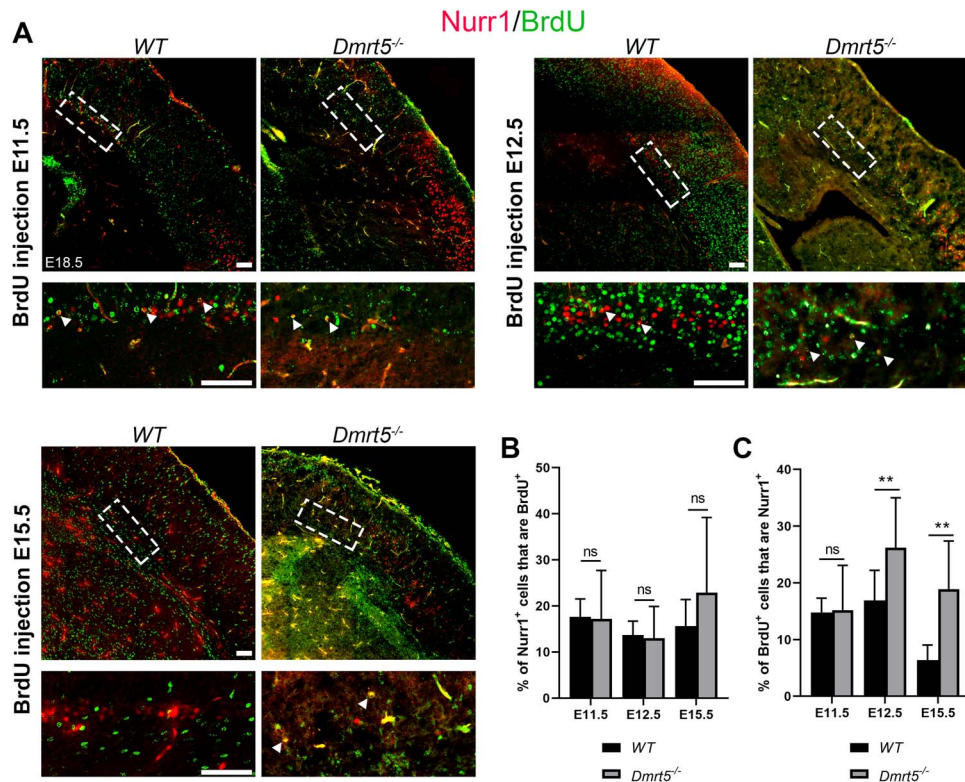 Nurr1/BrdU
A
WT
Dmrt5-/-
WT
Dmrt5-/-
BrdU injection E11.5
E18.5
BrdU injection E12.5
WT
Dmrt5-/-
BrdU injection E15.5
B
% of Nurr1+ cells that are BrdU+
50
40
30
20
10
0
ns
ns
ns
E11.5 E12.5 E15.5
WT
Dmrt5-/-
C
% of BrdU+ cells that are Nurr1+
40
30
20
10
0
ns
**
**
E11.5 E12.5 E15.5
WT
Dmrt5-/-